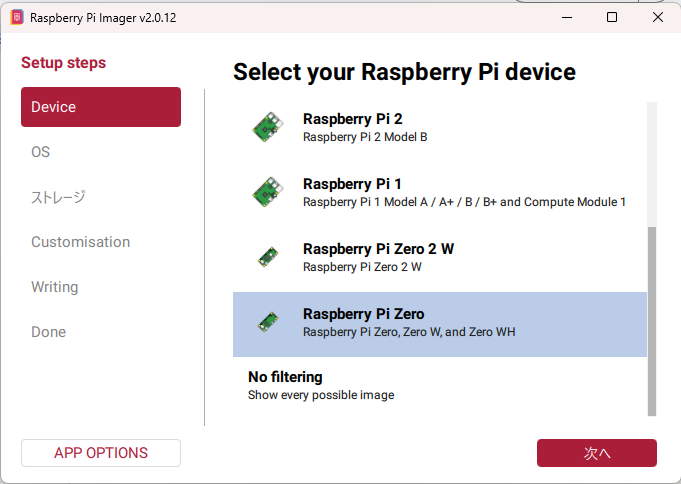 Raspberry Pi Imager v2.0.12
Setup steps
Device
OS
ストレージ
Customisation
Writing
Done
APP OPTIONS
Select your Raspberry Pi device
Raspberry Pi 2
Raspberry Pi 2 Model B
Raspberry Pi 1
Raspberry Pi 1 Model A / A+ / B / B+ and Compute Module 1
Raspberry Pi Zero 2 W
Raspberry Pi Zero 2 W
Raspberry Pi Zero
Raspberry Pi Zero, Zero W, and Zero WH
No filtering
Show every possible image
次へ